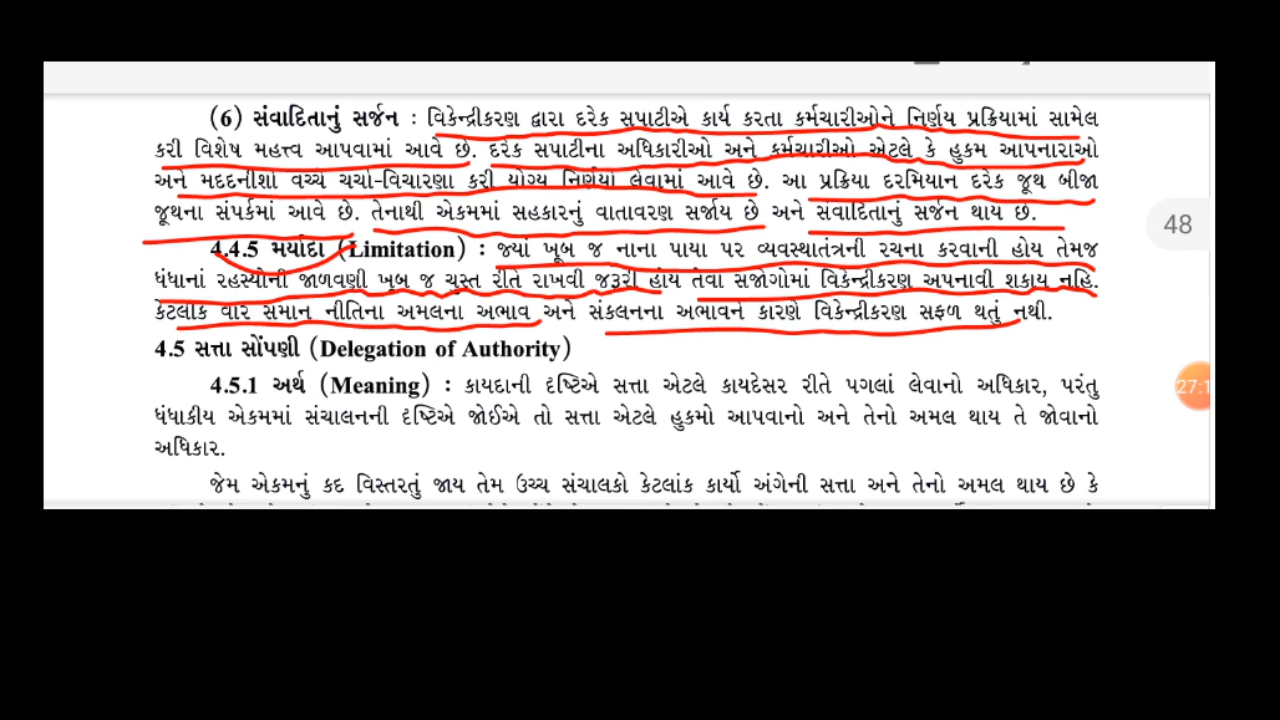 (6) સંવાદિતાનું સર્જન : વિકેન્દ્રીકરણ દ્વારા દરેક સપાટીએ કાર્ય કરતા કર્મચારીઓને નિર્ણય પ્રક્રિયામાં સામેલ
કરી વિશેષ મહત્ત્વ આપવામાં આવે છે. દરેક સપાટીના અધિકારીઓ અને કર્મચારીઓ એટલે કે હુકમ આપનારાઓ
અને મદદનીશો વચ્ચે ચર્ચા-વિચારણા કરી યોગ્ય નિર્ણયો લેવામાં આવે છે. આ પ્રક્રિયા દરમિયાન દરેક જૂથ બીજા
જૂથના સંપર્કમાં આવે છે. તેનાથી એકમમાં સહકારનું વાતાવરણ સર્જાય છે અને સંવાદિતાનું સર્જન થાય છે.
48
4.4.5 મર્યાદા (Limitation) : જ્યાં ખૂબ જ નાના પાયા પર વ્યવસ્થાતંત્રની રચના કરવાની હોય તેમજ
ધંધાનાં રહસ્યોની જાળવણી ખૂબ જ ચુસ્ત રીતે રાખવી જરૂરી હોય તેવા સંજોગોમાં વિકેન્દ્રીકરણ અપનાવી શકાય નહિ.
કેટલીક વાર સમાન નીતિના અમલના અભાવ અને સંકલનના અભાવને કારણે વિકેન્દ્રીકરણ સફળ થતું નથી.
4.5 સત્તા સોંપણી (Delegation of Authority)
4.5.1 અર્થ (Meaning) : કાયદાની દૃષ્ટિએ સત્તા એટલે કાયદેસર રીતે પગલાં લેવાનો અધિકાર, પરંતુ
27:1
ધંધાકીય એકમમાં સંચાલનની દૃષ્ટિએ જોઈએ તો સત્તા એટલે હુકમો આપવાનો અને તેનો અમલ થાય તે જોવાનો
અધિકાર.
જેમ એકમનું કદ વિસ્તરતું જાય તેમ ઉચ્ચ સંચાલકો કેટલાંક કાર્યો અંગેની સત્તા અને તેનો અમલ થાય છે કે